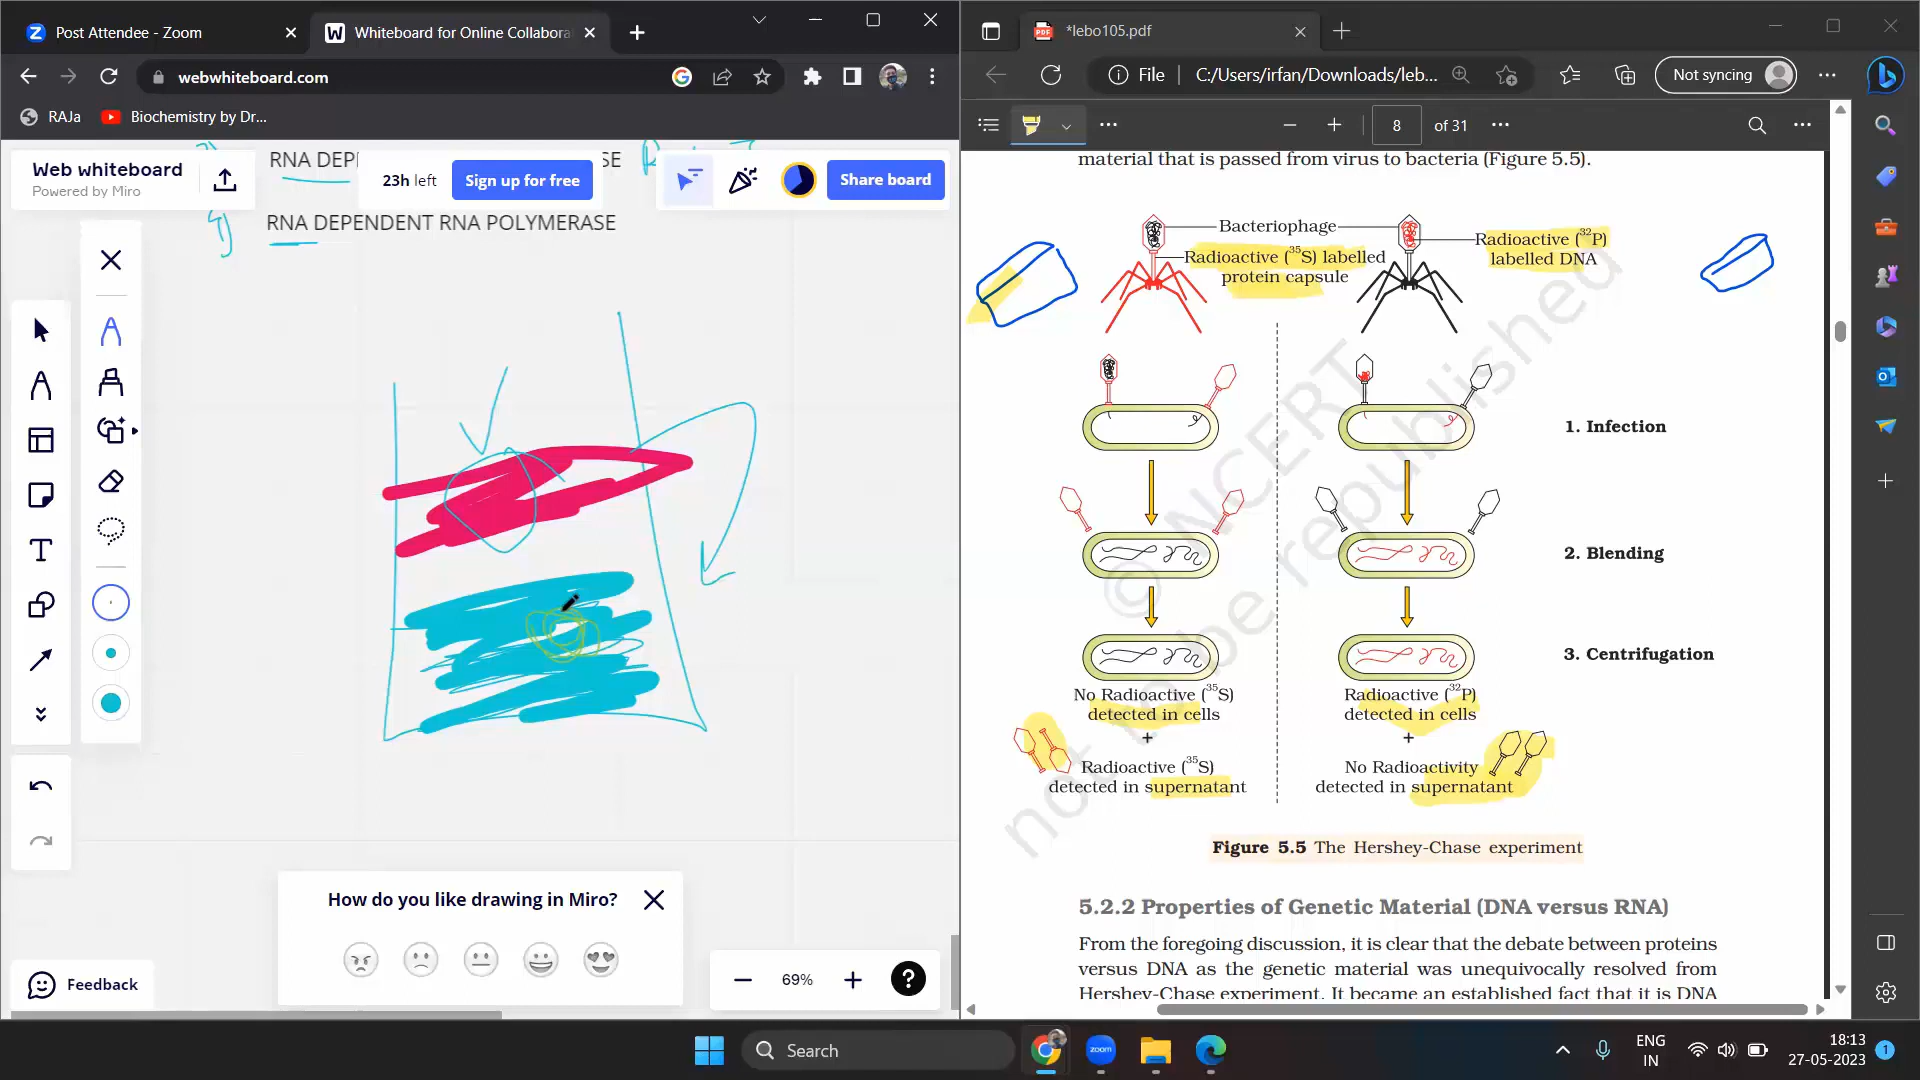 Post Attendee - Zoom
Whiteboard for Online Collabora
webwhiteboard.com
RAJa
Biochemistry by Dr...
Web whiteboard
Powered by Miro
23h left
Sign up for free
Share board
RNA DEP
SE
RNA DEPENDENT RNA POLYMERASE
How do you like drawing in Miro?
Feedback
69%
*lebo105.pdf
File
C:/Users/irfan/Downloads/leb...
Not syncing
8
of 31
material that is passed from virus to bacteria (Figure 5.5).
Bacteriophage
Radioactive (35S) labelled
protein capsule
Radioactive (32P)
labelled DNA
1. Infection
2. Blending
3. Centrifugation
No Radioactive (35S)
detected in cells
+
Radioactive (35S)
detected in supernatant
Radioactive (32P)
detected in cells
+
No Radioactivity
detected in supernatant
© NCERT
not to be republished
Figure 5.5 The Hershey-Chase experiment
5.2.2 Properties of Genetic Material (DNA versus RNA)
From the foregoing discussion, it is clear that the debate between proteins
versus DNA as the genetic material was unequivocally resolved from
Hershey-Chase experiment. It became an established fact that it is DNA
Search
zoom
ENG
IN
18:13
27-05-2023
1